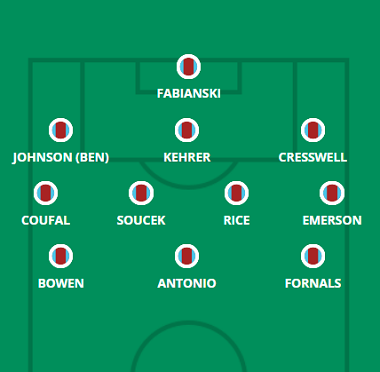 FABIANSKI
JOHNSON (BEN) KEHRER CRESSWELL
COUFAL SOUCEK RICE EMERSON
BOWEN ANTONIO FORNALS